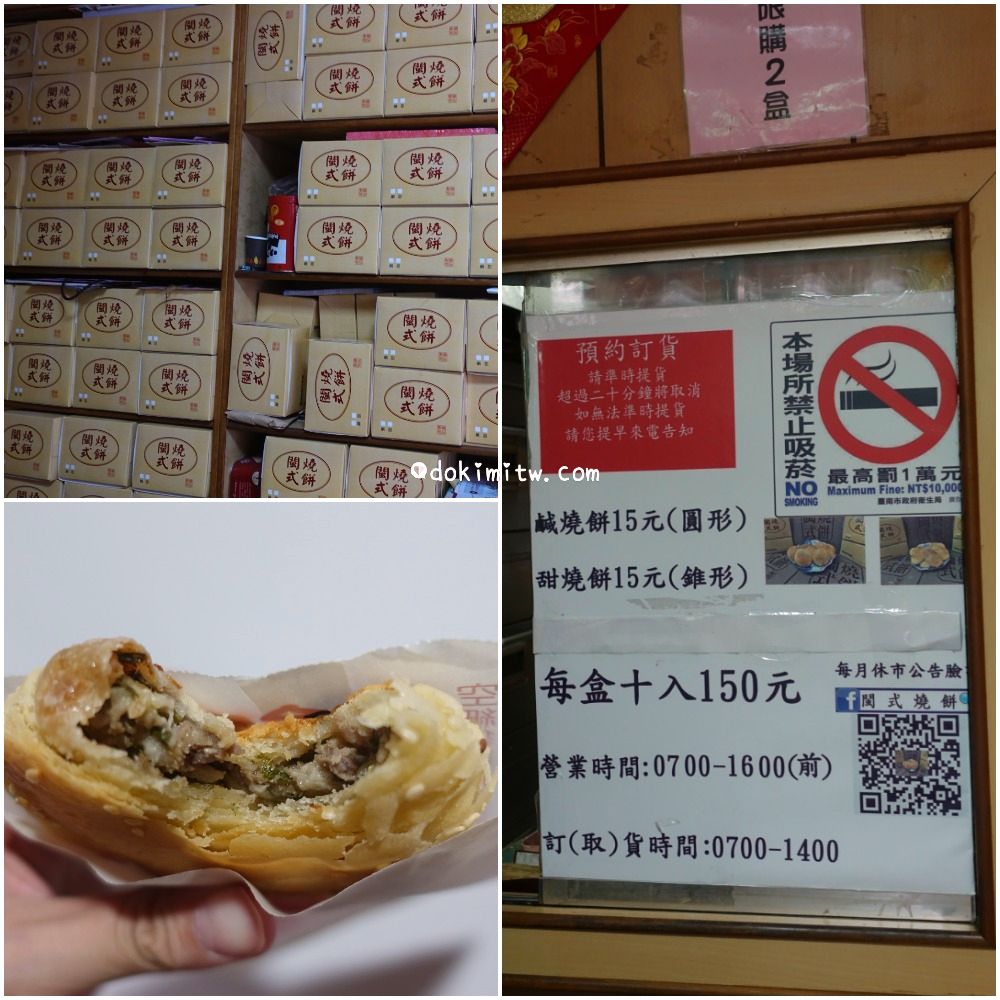 閩式燒餅
限購2盒
預約訂貨
請準時提貨
超過二十分鐘將取消
如無法準時提貨
請您提早來電告知
本場所禁止吸菸
NO
SMOKING
最高罰1萬元
Maximum Fine: NT$10,000
臺南市政府衛生局
鹹燒餅15元(圓形)
甜燒餅15元(錐形)
每盒十入150元
每月休市公告臉
f 閩式燒餅
營業時間:0700-1600(前)
訂(取)貨時間:0700-1400
Qdokimitw.com